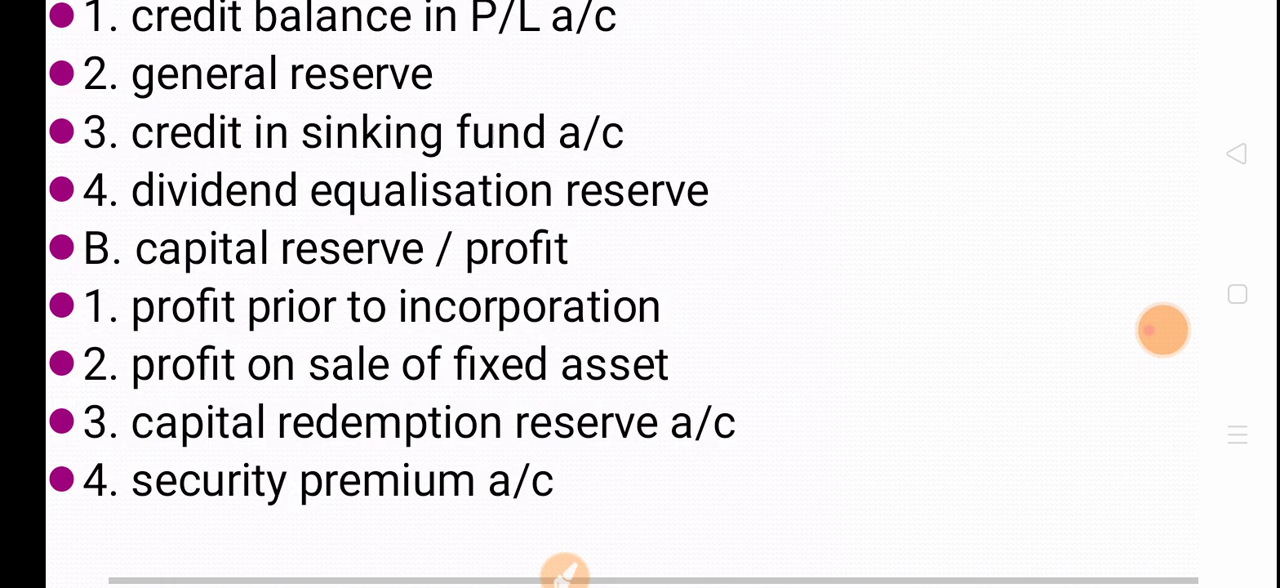 ●1. credit balance in P/L a/c
●2. general reserve
●3. credit in sinking fund a/c
●4. dividend equalisation reserve
●B. capital reserve / profit
●1. profit prior to incorporation
●2. profit on sale of fixed asset
●3. capital redemption reserve a/c
●4. security premium a/c